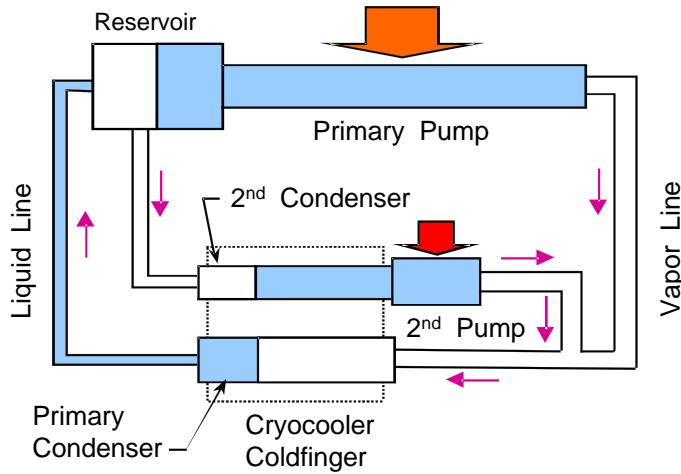 Reservoir
Primary Pump
2nd Condenser
Liquid Line
Vapor Line
2nd Pump
Primary
Condenser
Cryocooler
Coldfinger